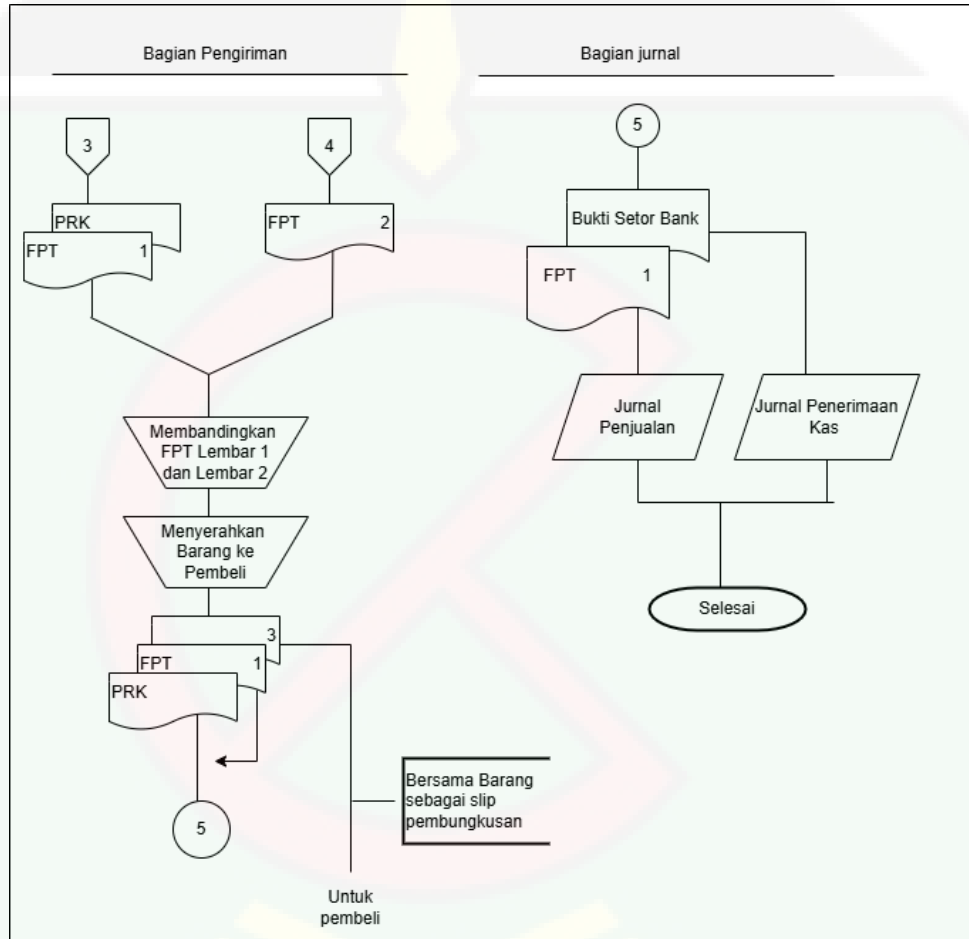 Bagian Pengiriman
Bagian jurnal
3
4
5
PRK
FPT 1
FPT 2
Bukti Setor Bank
FPT 1
Membandingkan
FPT Lembar 1
dan Lembar 2
Jurnal
Penjualan
Jurnal Penerimaan
Kas
Menyerahkan
Barang ke
Pembeli
Selesai
3
FPT 1
PRK
Bersama Barang
sebagai slip
pembungkusan
5
Untuk
pembeli